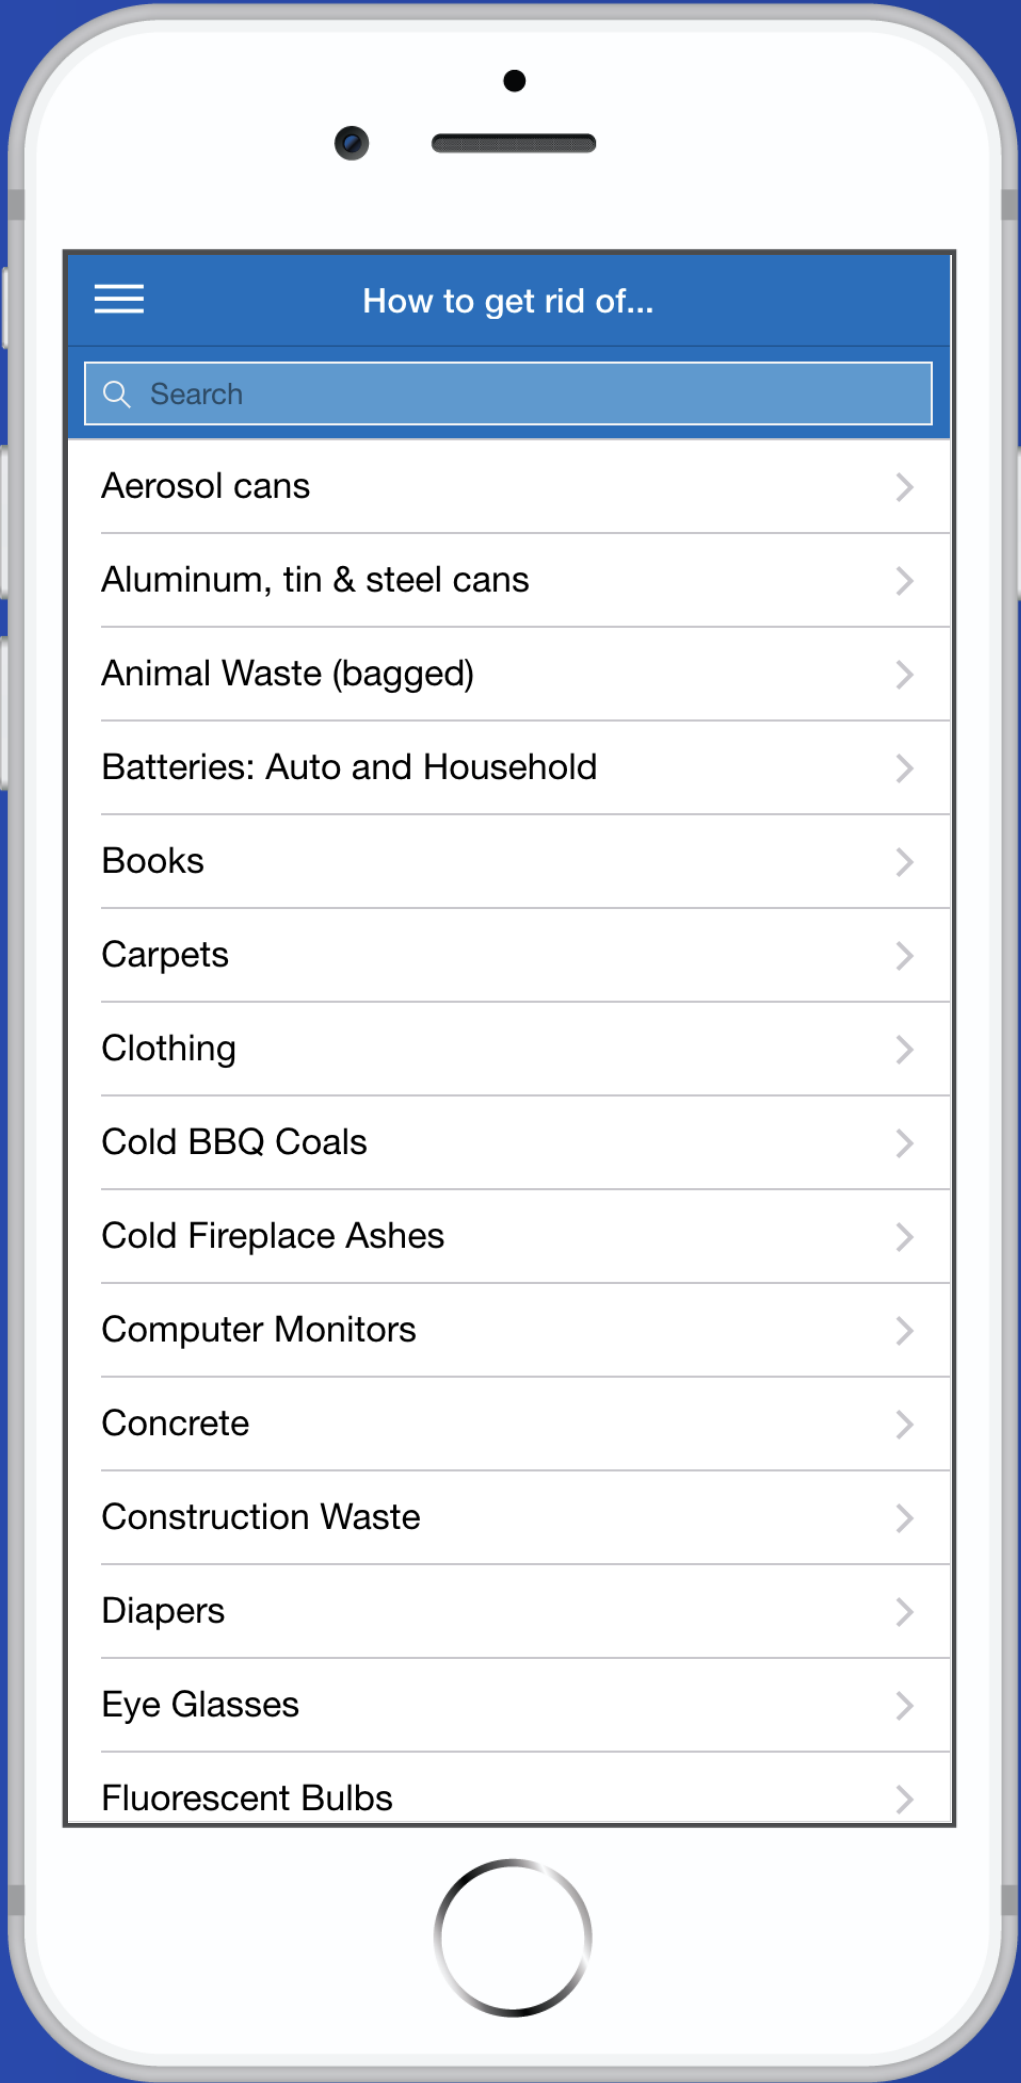 How to get rid of...
Search
Aerosol cans
Aluminum, tin & steel cans
Animal Waste (bagged)
Batteries: Auto and Household
Books
Carpets
Clothing
Cold BBQ Coals
Cold Fireplace Ashes
Computer Monitors
Concrete
Construction Waste
Diapers
Eye Glasses
Fluorescent Bulbs